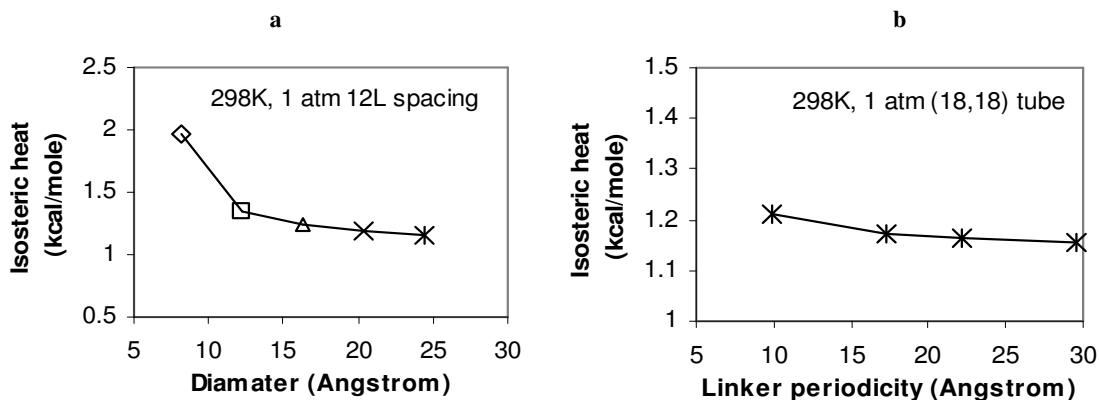 a
2.5
2
1.5
1
0.5
5 10 15 20 25 30
298K, 1 atm 12L spacing
Isosteric heat
(kcal/mole)
Diamater (Angstrom)
b
1.5
1.4
1.3
1.2
1.1
1
5 10 15 20 25 30
298K, 1 atm (18,18) tube
Isosteric heat
(kcal/mole)
Linker periodicity (Angstrom)